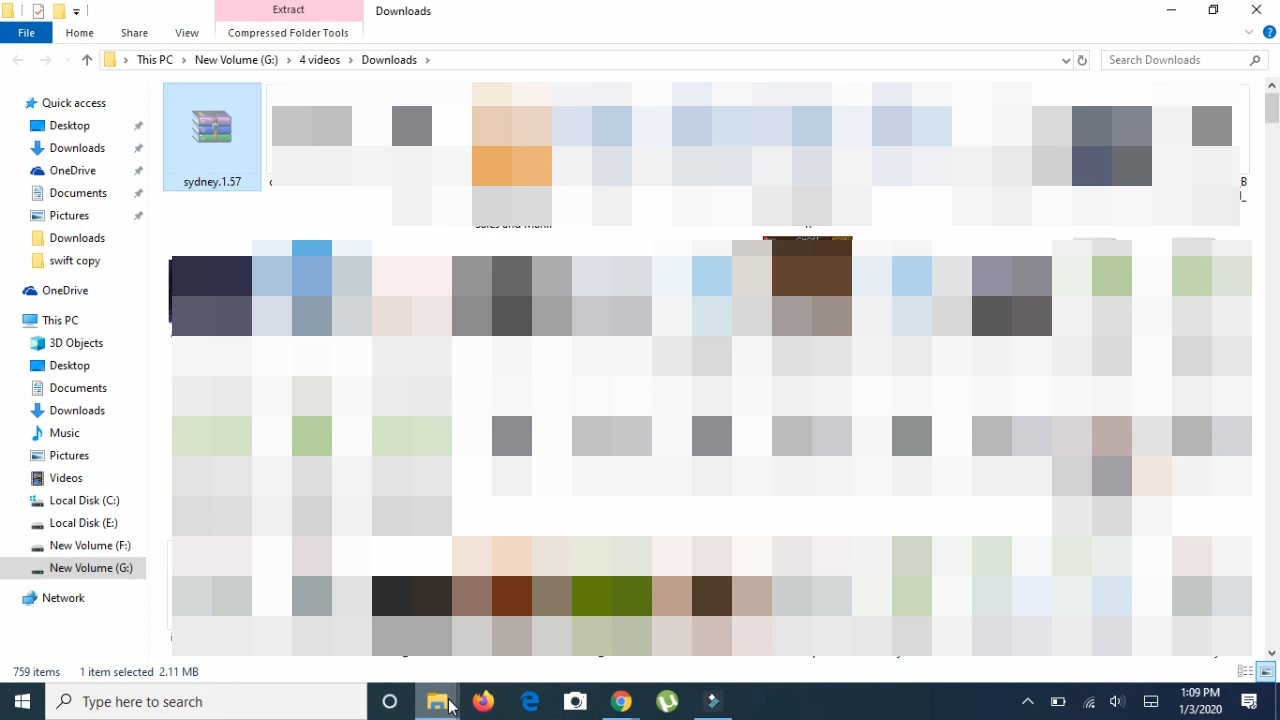 Extract
Downloads
File
Home
Share
View
Compressed Folder Tools
This PC
New Volume (G:)
4 videos
Downloads
Search Downloads
Quick access
Desktop
Downloads
OneDrive
Documents
Pictures
Downloads
swift copy
OneDrive
This PC
3D Objects
Desktop
Documents
Downloads
Music
Pictures
Videos
Local Disk (C:)
Local Disk (E:)
New Volume (F:)
New Volume (G:)
Network
sydney.1.57
759 items
1 item selected 2.11 MB
Type here to search
1:09 PM
1/3/2020